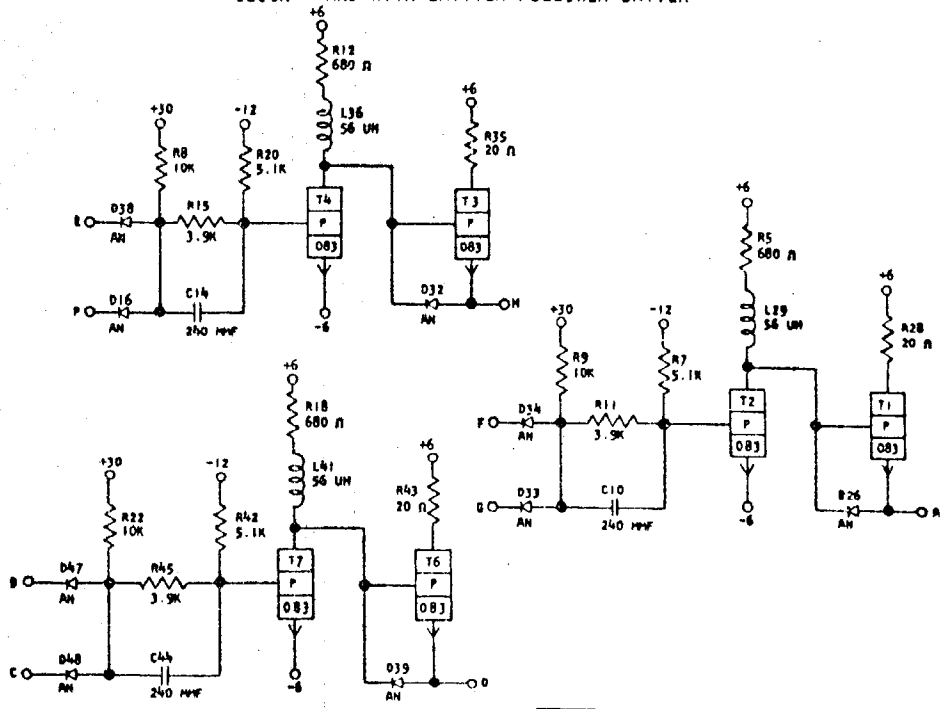 +6
R12
680 Ω
L36
56 UH
+30
R8
10K
-12
R20
5.1K
+6
R35
20 Ω
D38
AN
R15
3.9K
T4
P
083
T3
P
083
P
D16
AN
C14
240 MMF
-6
D32
AN
+6
R5
680 Ω
L29
56 UH
+6
R28
20 Ω
+30
R9
10K
-12
R7
5.1K
F
D34
AN
R11
3.9K
T2
P
083
T1
P
083
D33
AN
C10
240 MMF
-6
AN
+6
R18
680 Ω
L41
56 UH
+30
R22
10K
-12
R42
5.1K
+6
R43
20 Ω
D47
AN
R45
3.9K
T7
P
083
T6
P
083
C
D48
AN
C44
240 MMF
-6
D39
AN